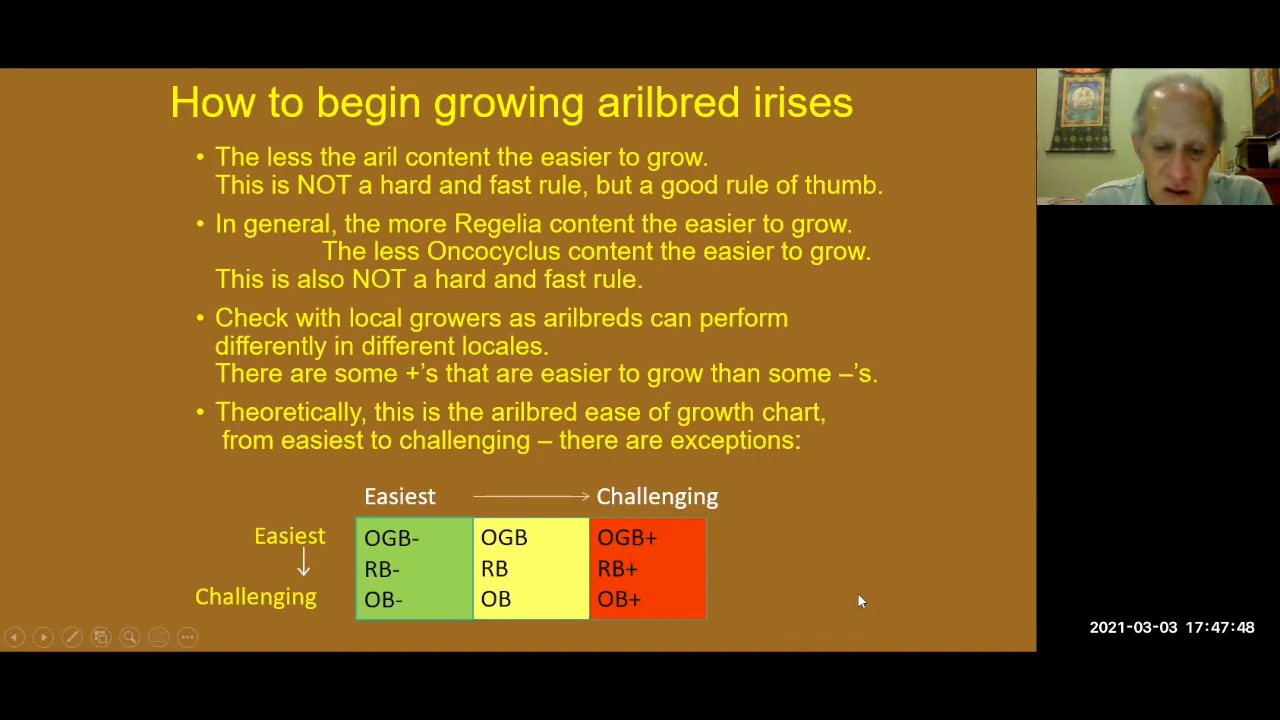 How to begin growing arilbred irises
• The less the aril content the easier to grow.
This is NOT a hard and fast rule, but a good rule of thumb.
• In general, the more Regelia content the easier to grow.
The less Oncocyclus content the easier to grow.
This is also NOT a hard and fast rule.
• Check with local growers as arilbreds can perform
differently in different locales.
There are some +’s that are easier to grow than some –’s.
• Theoretically, this is the arilbred ease of growth chart,
from easiest to challenging – there are exceptions:
Easiest Challenging
Easiest OGB- OGB OGB+
RB- RB RB+
Challenging OB- OB OB+
2021-03-03 17:47:48